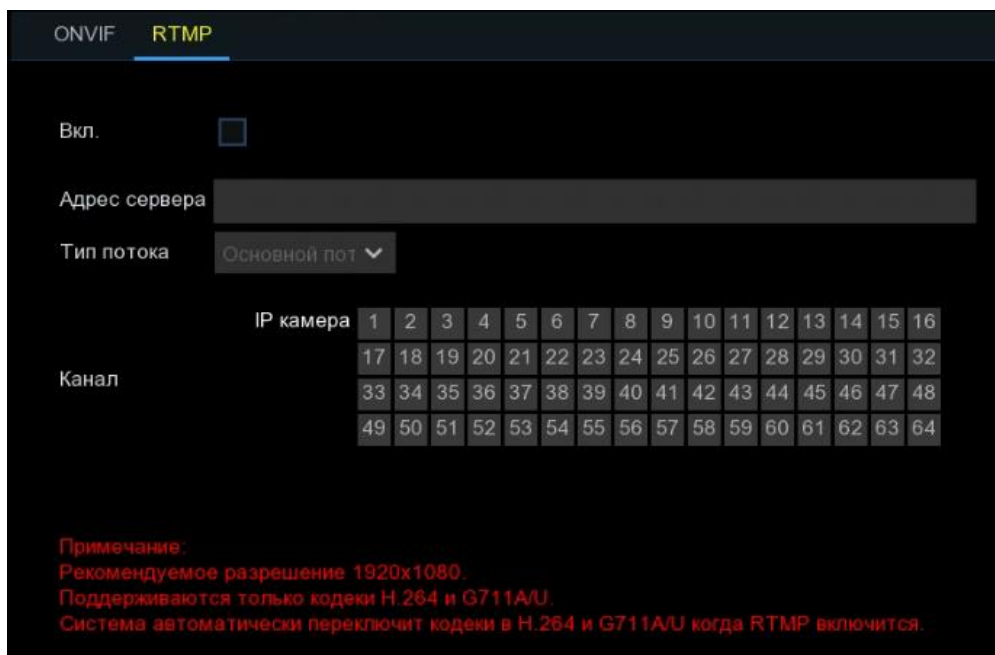 ONVIF RTMP
Вкл.
Адрес сервера
Тип потока Основной пот
IP камера 1 2 3 4 5 6 7 8 9 10 11 12 13 14 15 16
17 18 19 20 21 22 23 24 25 26 27 28 29 30 31 32
Канал
33 34 35 36 37 38 39 40 41 42 43 44 45 46 47 48
49 50 51 52 53 54 55 56 57 58 59 60 61 62 63 64
Примечание:
Рекомендуемое разрешение 1920x1080.
Поддерживаются только кодеки H.264 и G711A/U.
Система автоматически переключит кодеки в H.264 и G711A/U когда RTMP включится.